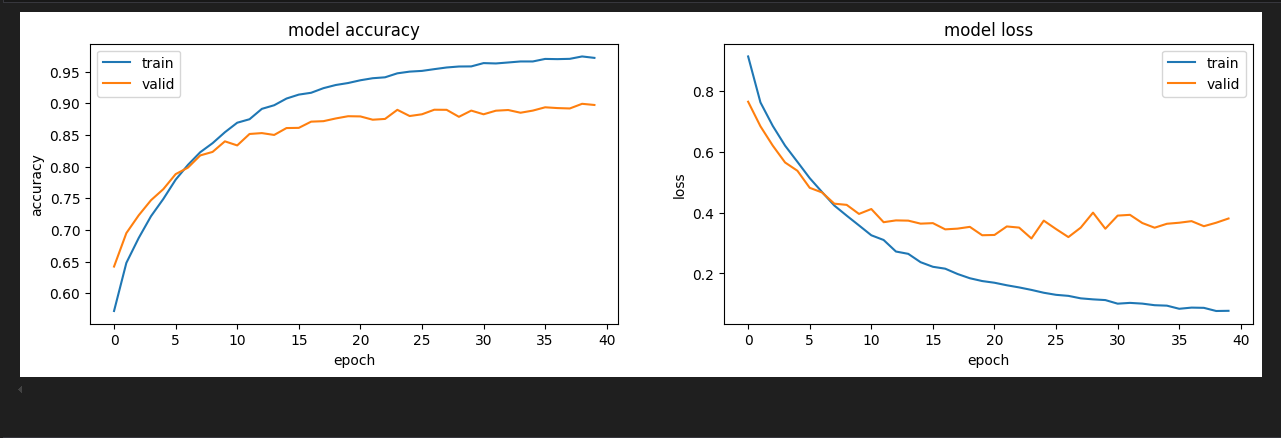 model accuracy
train
valid
0.95
0.90
0.85
0.80
0.75
0.70
0.65
0.60
accuracy
0 5 10 15 20 25 30 35 40
epoch
model loss
train
valid
0.8
0.6
0.4
0.2
loss
0 5 10 15 20 25 30 35 40
epoch